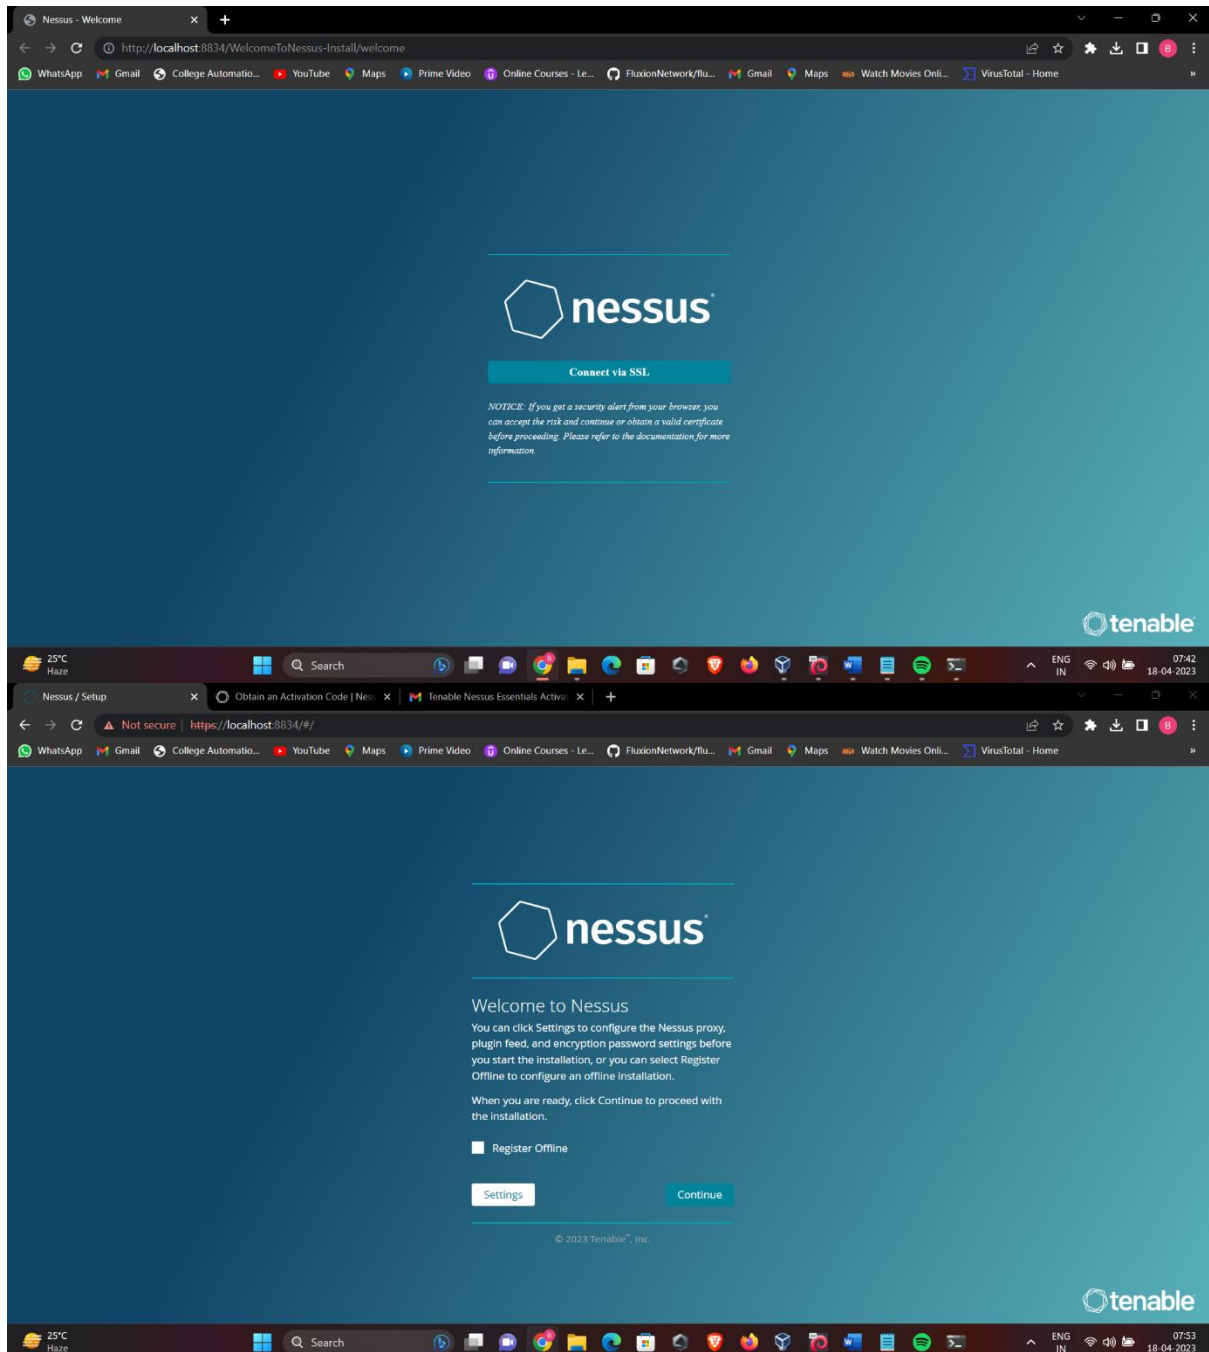 Nessus - Welcome
http://localhost:8834/WelcomeToNessus-Install/welcome
B
WhatsApp Gmail College Automatio... YouTube Maps Prime Video Online Courses - Le... FluxionNetwork/flu... Gmail Maps Watch Movies Onli... VirusTotal - Home »
nessus
Connect via SSL
NOTICE: If you get a security alert from your browser, you
can accept the risk and continue or obtain a valid certificate
before proceeding. Please refer to the documentation for more
information.
tenable
25°C
Haze
Search
ENG
IN
07:42
18-04-2023
Nessus / Setup Obtain an Activation Code | Ness Tenable Nessus Essentials Activa
Not secure | https://localhost:8834/#/
B
WhatsApp Gmail College Automatio... YouTube Maps Prime Video Online Courses - Le... FluxionNetwork/flu... Gmail Maps Watch Movies Onli... VirusTotal - Home »
nessus
Welcome to Nessus
You can click Settings to configure the Nessus proxy,
plugin feed, and encryption password settings before
you start the installation, or you can select Register
Offline to configure an offline installation.
When you are ready, click Continue to proceed with
the installation.
Register Offline
Settings Continue
© 2023 Tenable™, Inc.
tenable
25°C
Haze
Search
ENG
IN
07:53
18-04-2023